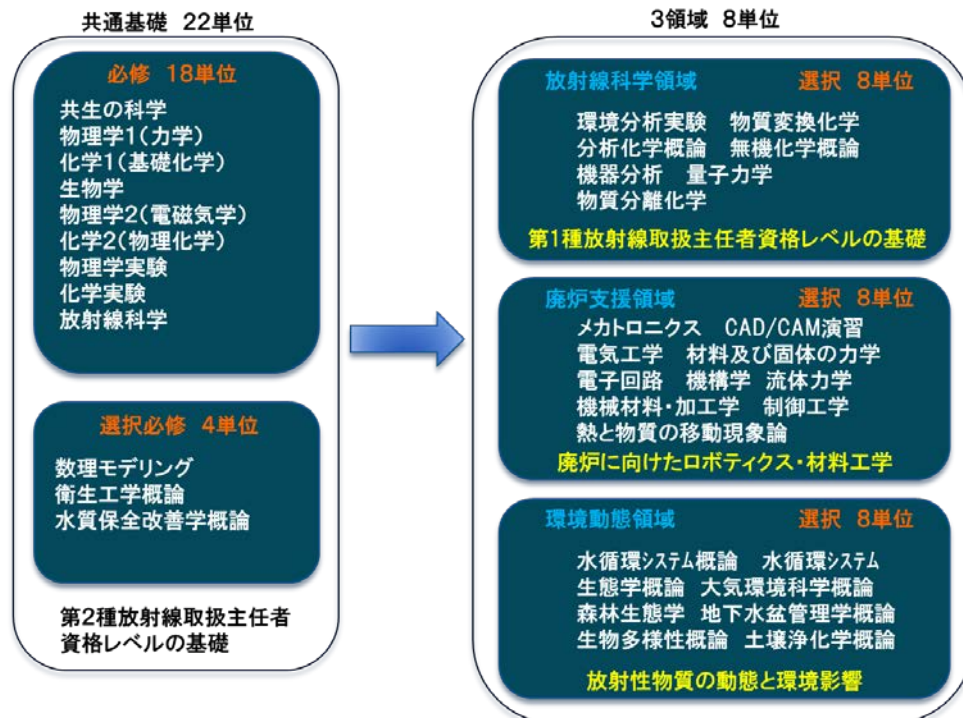 共通基礎 22単位
必修 18単位
共生の科学
物理学1(力学)
化学1(基礎化学)
生物学
物理学2(電磁気学)
化学2(物理化学)
物理学実験
化学実験
放射線科学
選択必修 4単位
数理モデリング
衛生工学概論
水質保全改善学概論
第2種放射線取扱主任者
資格レベルの基礎
3領域 8単位
放射線科学領域 選択 8単位
環境分析実験 物質変換化学
分析化学概論 無機化学概論
機器分析 量子力学
物質分離化学
第1種放射線取扱主任者資格レベルの基礎
廃炉支援領域 選択 8単位
メカトロニクス CAD/CAM演習
電気工学 材料及び固体の力学
電子回路 機構学 流体力学
機械材料・加工学 制御工学
熱と物質の移動現象論
廃炉に向けたロボティクス・材料工学
環境動態領域 選択 8単位
水循環システム概論 水循環システム
生態学概論 大気環境科学概論
森林生態学 地下水盆管理学概論
生物多様性概論 土壌浄化学概論
放射性物質の動態と環境影響